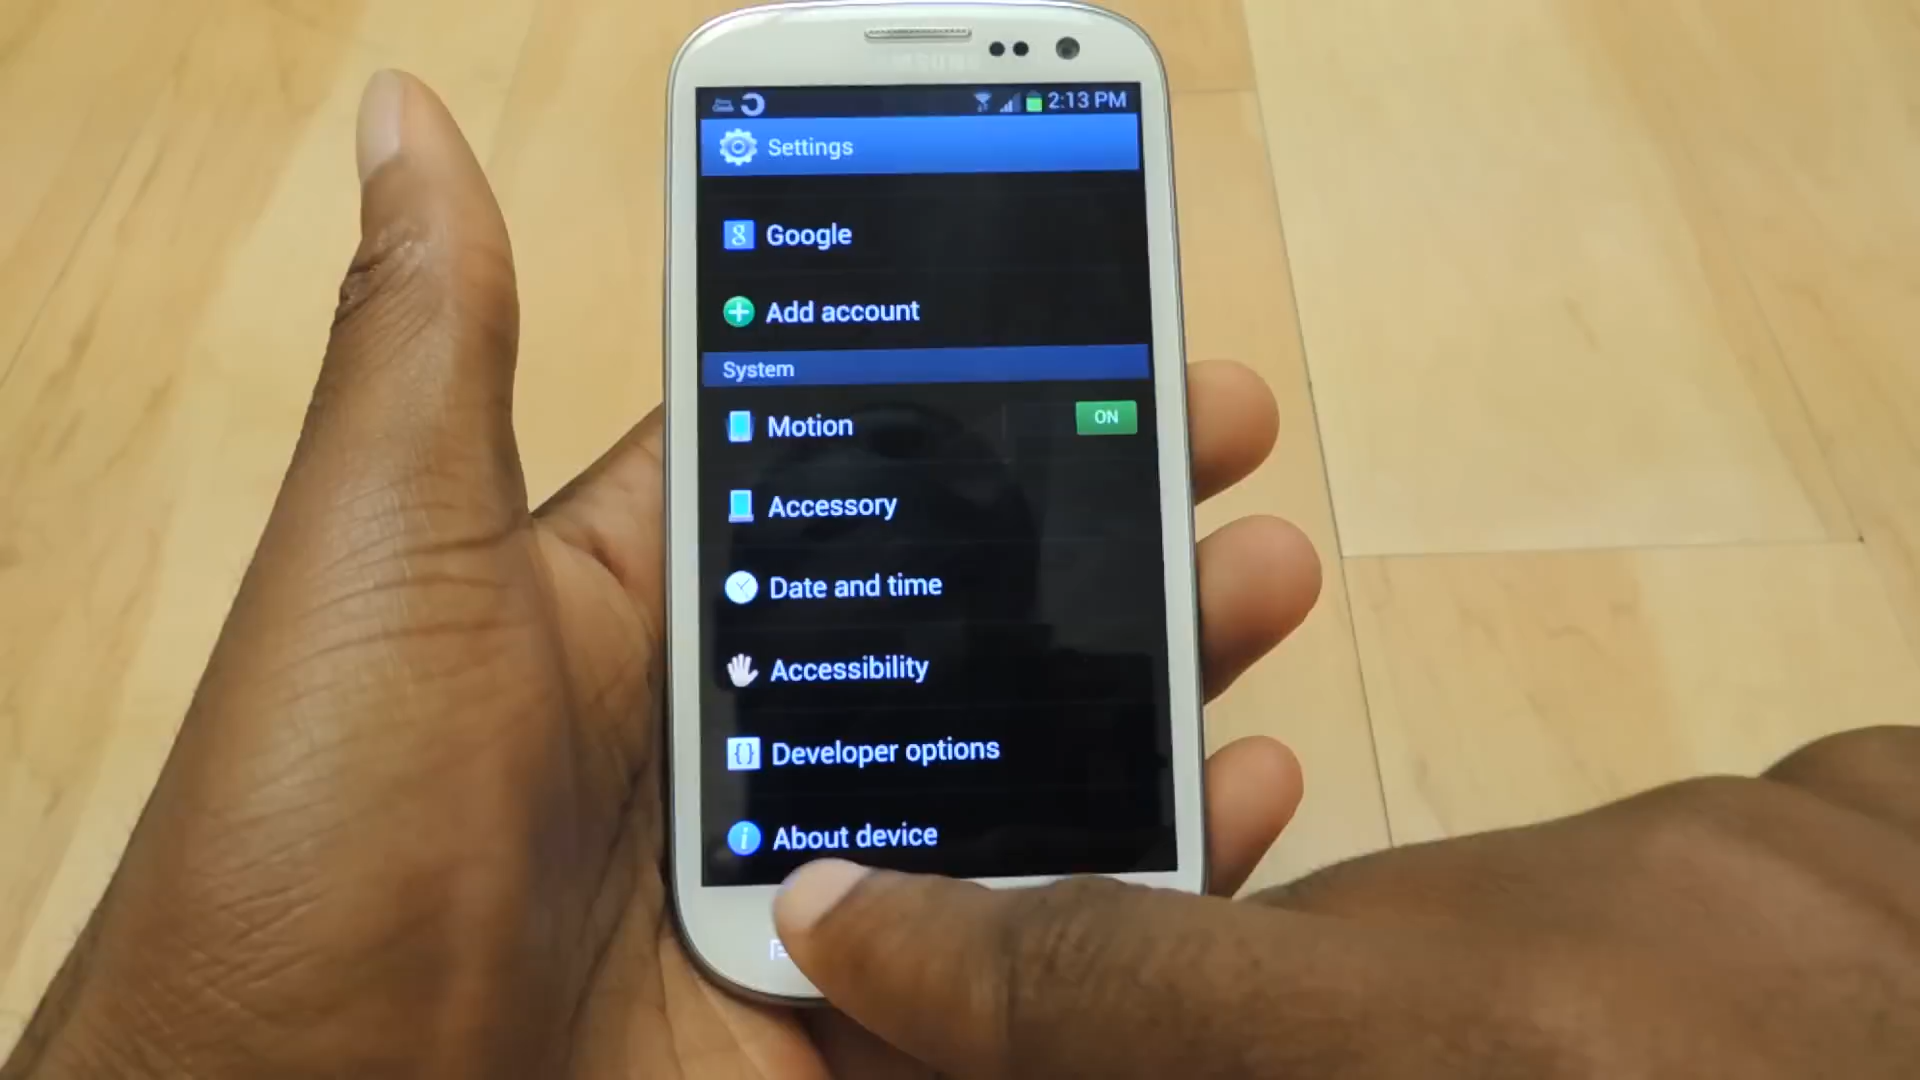 SAMSUNG
2:13 PM
Settings
Google
Add account
System
Motion
ON
Accessory
Date and time
Accessibility
Developer options
About device